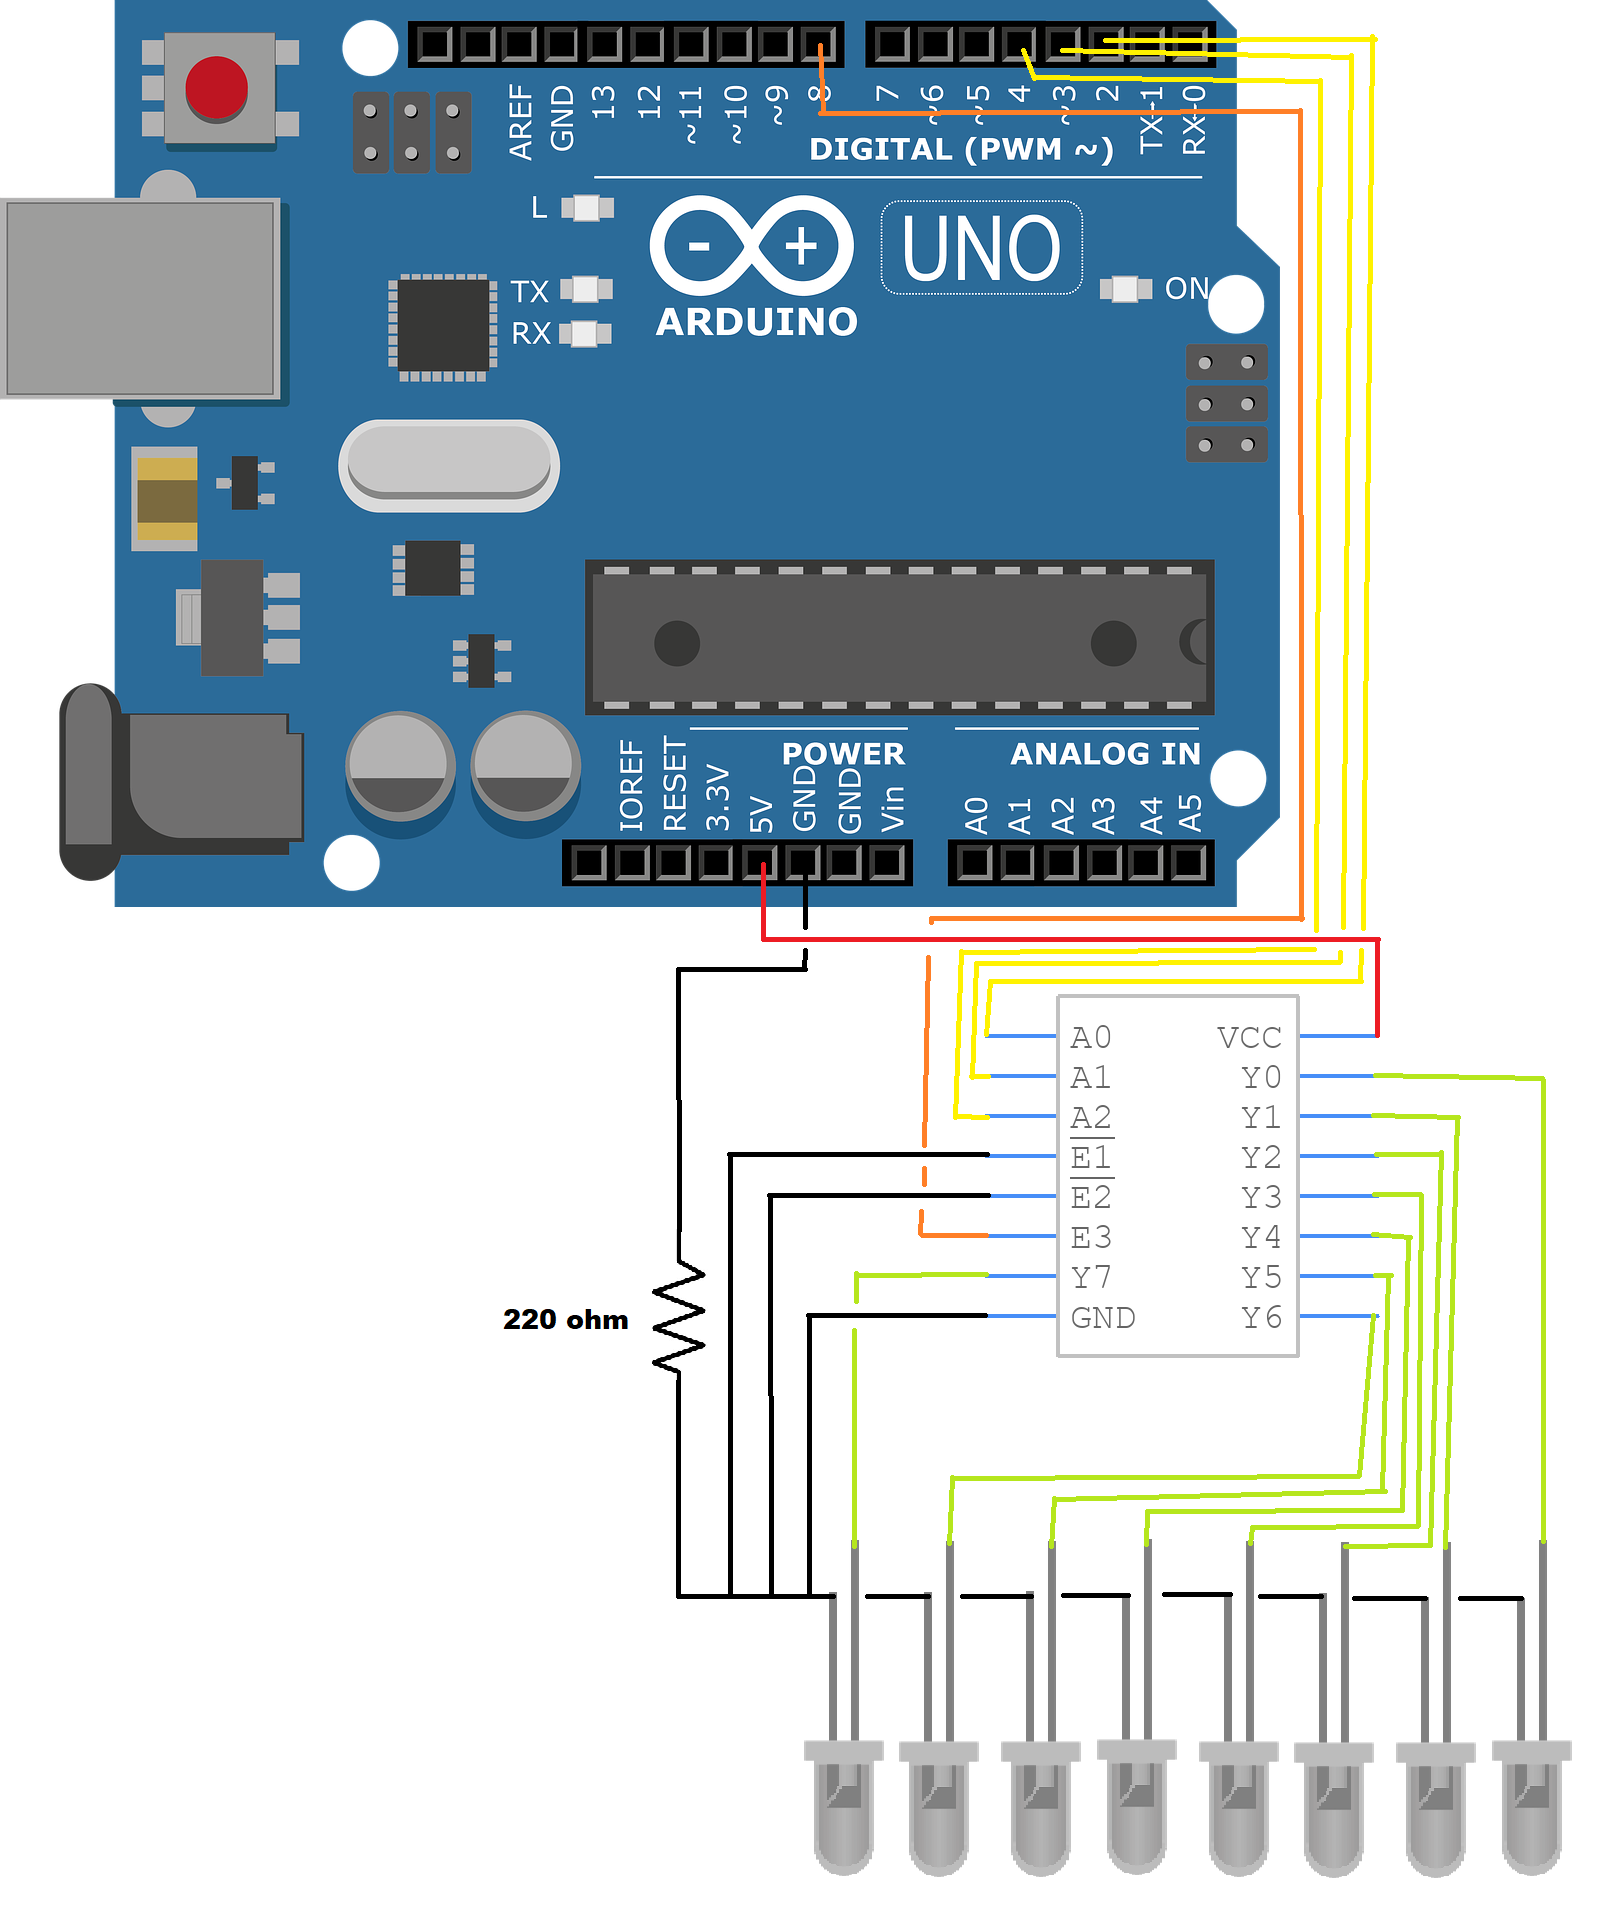 AREF GND 13 12 ~11 ~10 ~9 8 7 ~6 ~5 4 ~3 2 TX→1 RX←0
DIGITAL (PWM ~)
L
- +
UNO
TX
ON
RX
ARDUINO
POWER
ANALOG IN
IOREF RESET 3.3V 5V GND GND Vin A0 A1 A2 A3 A4 A5
A0 VCC
A1 Y0
A2 Y1
E1 Y2
E2 Y3
E3 Y4
Y7 Y5
GND Y6
220 ohm